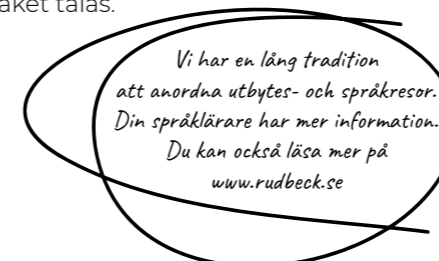 talas.
Vi har en lång tradition
att anordna utbytes- och språkresor.
Din språklärare har mer information.
Du kan också läsa mer på
www.rudbeck.se